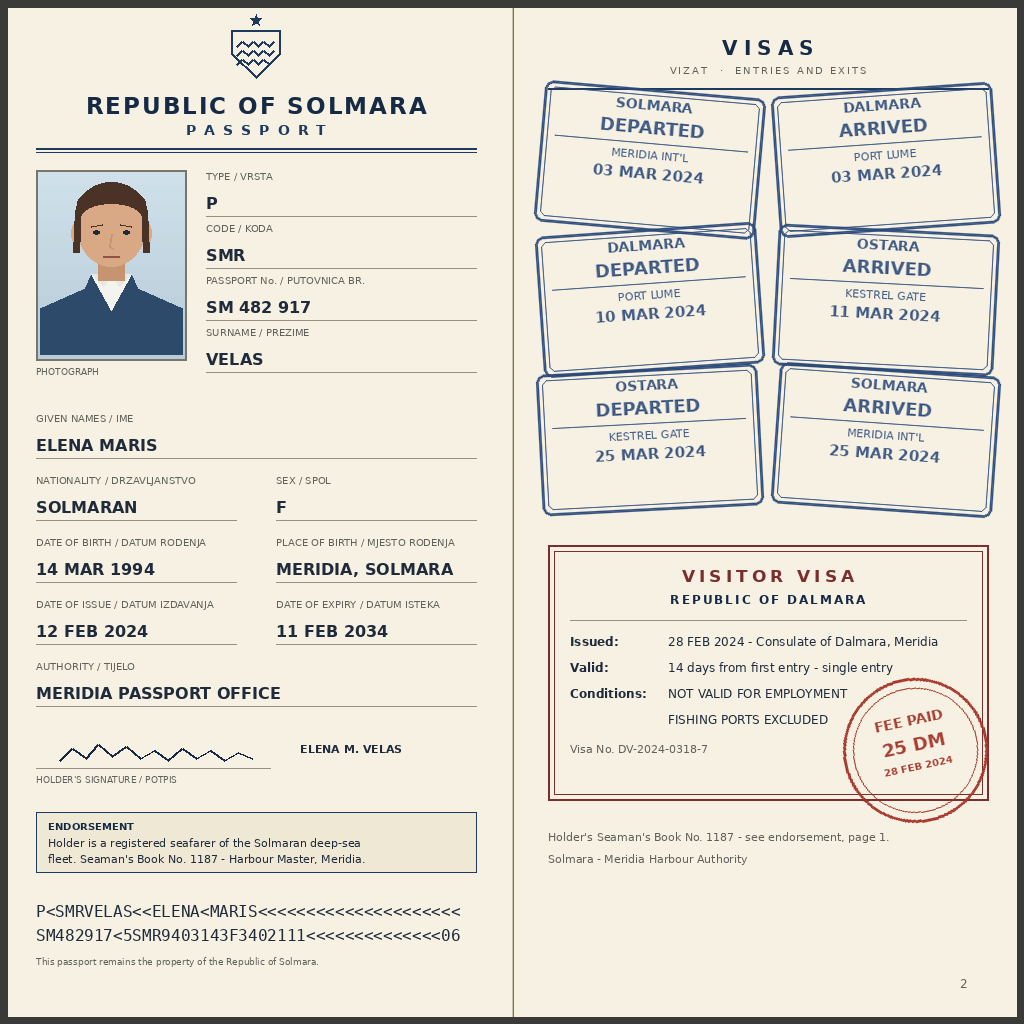 REPUBLIC OF SOLMARA
PASSPORT
TYPE / VRSTA
P
CODE / KODA
SMR
PASSPORT No. / PUTOVNICA BR.
SM 482 917
SURNAME / PREZIME
VELAS
PHOTOGRAPH
GIVEN NAMES / IME
ELENA MARIS
NATIONALITY / DRZAVLJANSTVO
SOLMARAN
SEX / SPOL
F
DATE OF BIRTH / DATUM RODENJA
14 MAR 1994
PLACE OF BIRTH / MJESTO RODENJA
MERIDIA, SOLMARA
DATE OF ISSUE / DATUM IZDAVANJA
12 FEB 2024
DATE OF EXPIRY / DATUM ISTEKA
11 FEB 2034
AUTHORITY / TIJELO
MERIDIA PASSPORT OFFICE
ELENA M. VELAS
HOLDER'S SIGNATURE / POTPIS
ENDORSEMENT
Holder is a registered seafarer of the Solmaran deep-sea
fleet. Seaman's Book No. 1187 - Harbour Master, Meridia.
P<SMRVELAS<<ELENA<MARIS<<<<<<<<<<<<<<<<<<<<<
SM482917<5SMR9403143F3402111<<<<<<<<<<<<<<06
This passport remains the property of the Republic of Solmara.
VISAS
VIZAT · ENTRIES AND EXITS
SOLMARA
DEPARTED
MERIDIA INT'L
03 MAR 2024
DALMARA
ARRIVED
PORT LUME
03 MAR 2024
DALMARA
DEPARTED
PORT LUME
10 MAR 2024
OSTARA
ARRIVED
KESTREL GATE
11 MAR 2024
OSTARA
DEPARTED
KESTREL GATE
25 MAR 2024
SOLMARA
ARRIVED
MERIDIA INT'L
25 MAR 2024
VISITOR VISA
REPUBLIC OF DALMARA
Issued: 28 FEB 2024 - Consulate of Dalmara, Meridia
Valid: 14 days from first entry - single entry
Conditions: NOT VALID FOR EMPLOYMENT
FISHING PORTS EXCLUDED
Visa No. DV-2024-0318-7
FEE PAID
25 DM
28 FEB 2024
Holder's Seaman's Book No. 1187 - see endorsement, page 1.
Solmara - Meridia Harbour Authority
2